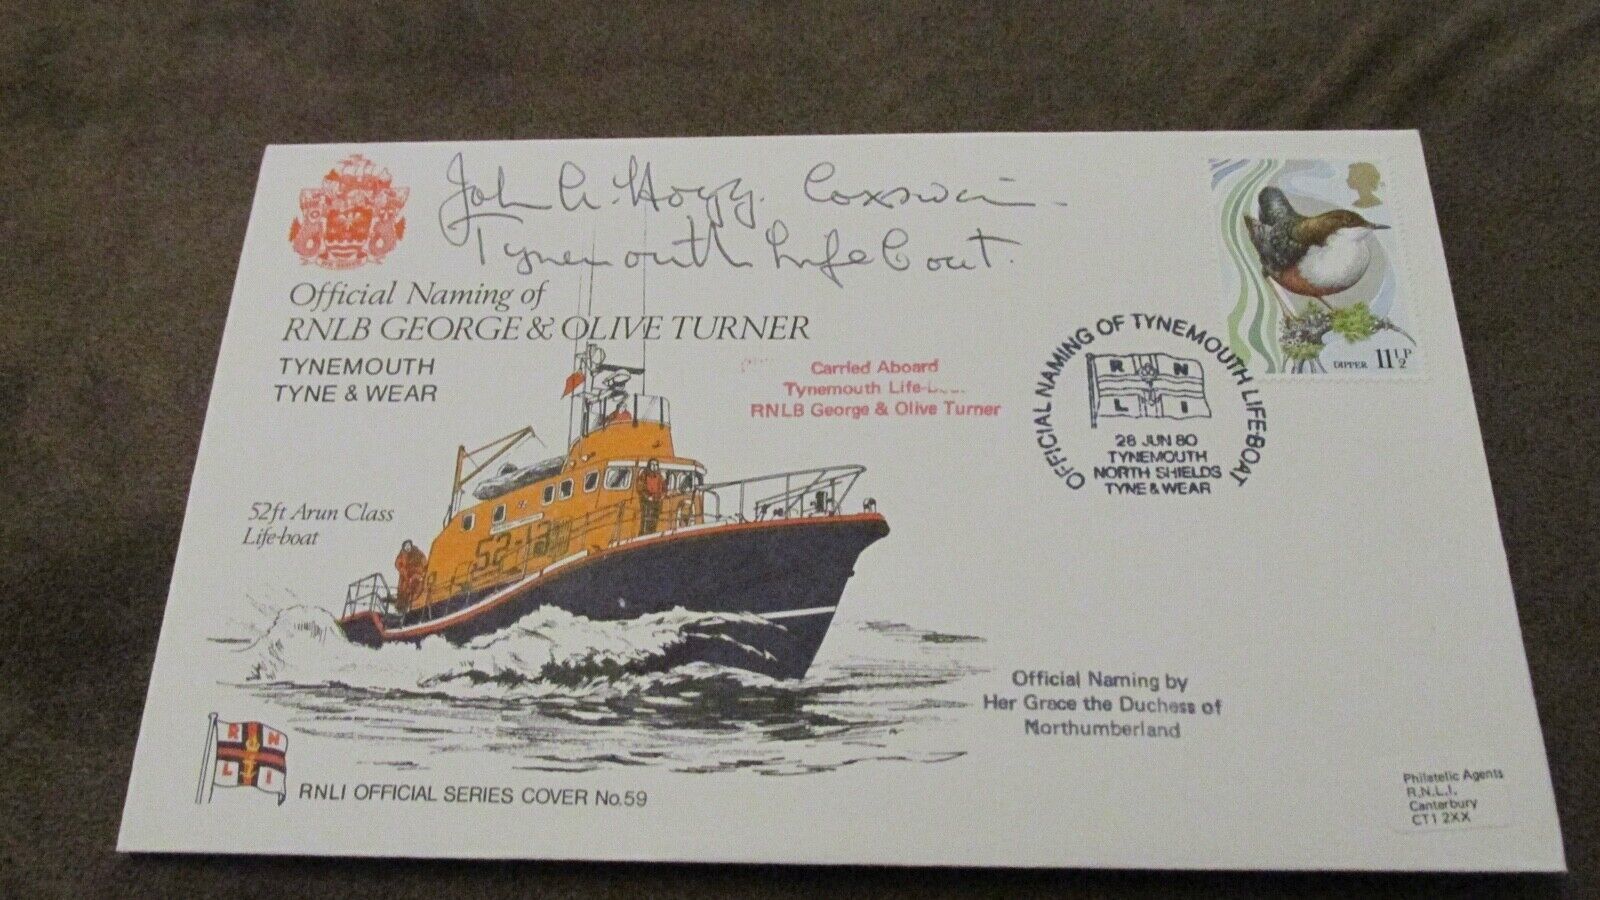 John A. Hogg. Coxswain.
Tynemouth Life Boat.
Official Naming of
RNLB GEORGE & OLIVE TURNER
TYNEMOUTH
TYNE & WEAR
Carried Aboard
Tynemouth Life-
RNLB George & Olive Turner
DIPPER 11½P
OFFICIAL NAMING OF TYNEMOUTH LIFE-BOAT
R N
L I
28 JUN 80
TYNEMOUTH
NORTH SHIELDS
TYNE & WEAR
52ft Arun Class
Life-boat
52-13
Official Naming by
Her Grace the Duchess of
Northumberland
R N
L I
RNLI OFFICIAL SERIES COVER No.59
Philatelic Agents
R.N.L.I.
Canterbury
CT1 2XX